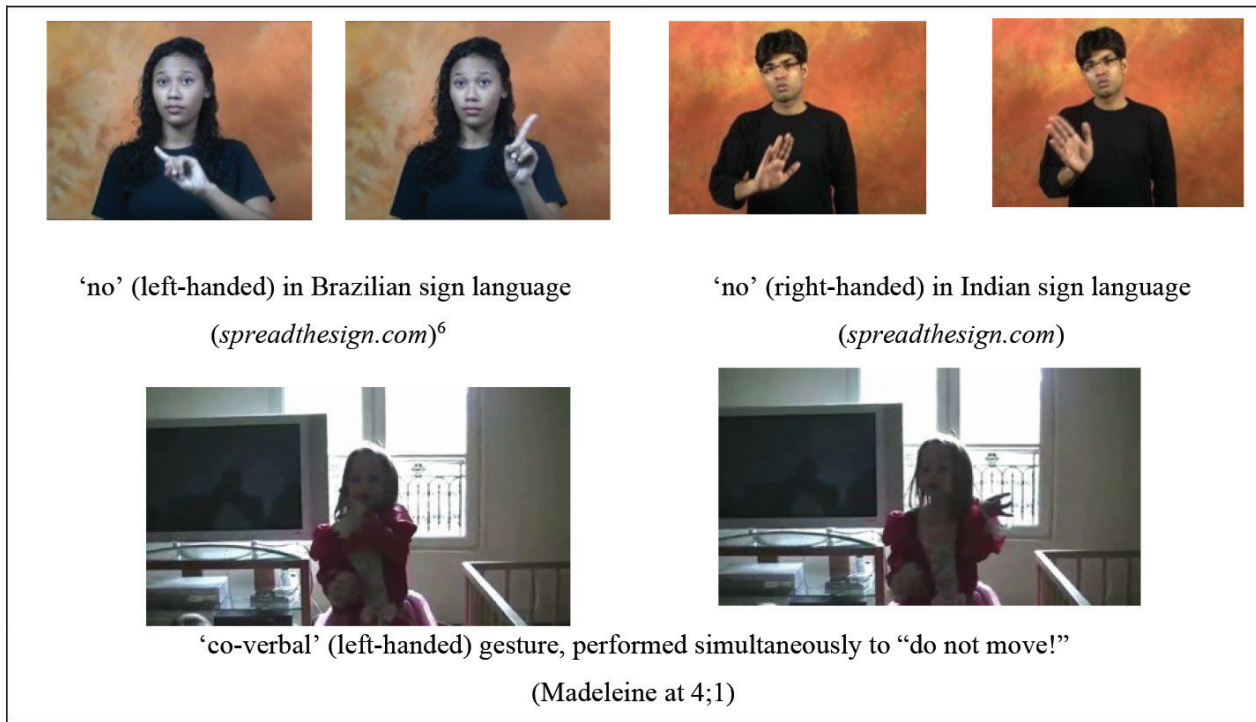 ‘no’ (left-handed) in Brazilian sign language
(spreadthesign.com)⁶
‘no’ (right-handed) in Indian sign language
(spreadthesign.com)
‘co-verbal’ (left-handed) gesture, performed simultaneously to “do not move!”
(Madeleine at 4;1)